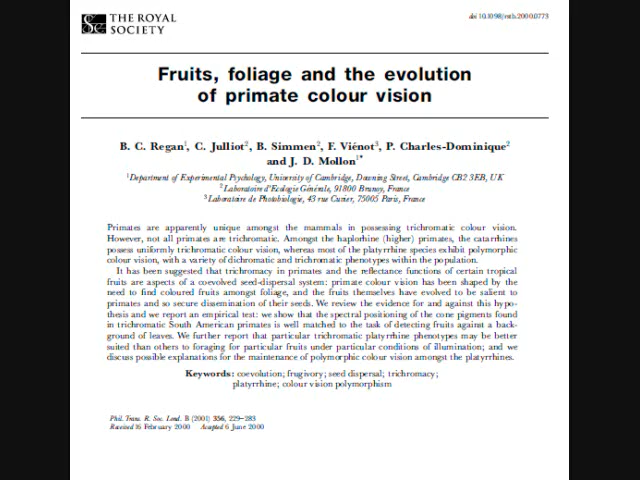 THE ROYAL
SOCIETY
doi 10.1098/rstb.2000.0773
Fruits, foliage and the evolution
of primate colour vision
B. C. Regan1, C. Julliot2, B. Simmen2, F. Viénot3, P. Charles-Dominique2
and J. D. Mollon1*
1Department of Experimental Psychology, University of Cambridge, Downing Street, Cambridge CB2 3EB, UK
2Laboratoire d'Ecologie Générale, 91800 Brunoy, France
3Laboratoire de Photobiologie, 43 rue Cuvier, 75005 Paris, France
Primates are apparently unique amongst the mammals in possessing trichromatic colour vision.
However, not all primates are trichromatic. Amongst the haplorhine (higher) primates, the catarrhines
possess uniformly trichromatic colour vision, whereas most of the platyrrhine species exhibit polymorphic
colour vision, with a variety of dichromatic and trichromatic phenotypes within the population.
It has been suggested that trichromacy in primates and the reflectance functions of certain tropical
fruits are aspects of a coevolved seed-dispersal system: primate colour vision has been shaped by the
need to find coloured fruits amongst foliage, and the fruits themselves have evolved to be salient to
primates and so secure dissemination of their seeds. We review the evidence for and against this hypo-
thesis and we report an empirical test: we show that the spectral positioning of the cone pigments found
in trichromatic South American primates is well matched to the task of detecting fruits against a back-
ground of leaves. We further report that particular trichromatic platyrrhine phenotypes may be better
suited than others to foraging for particular fruits under particular conditions of illumination; and we
discuss possible explanations for the maintenance of polymorphic colour vision amongst the platyrrhines.
Keywords: coevolution; frugivory; seed dispersal; trichromacy;
platyrrhine; colour vision polymorphism
Phil. Trans. R. Soc. Lond. B (2001) 356, 229–283
Received 16 February 2000 Accepted 6 June 2000